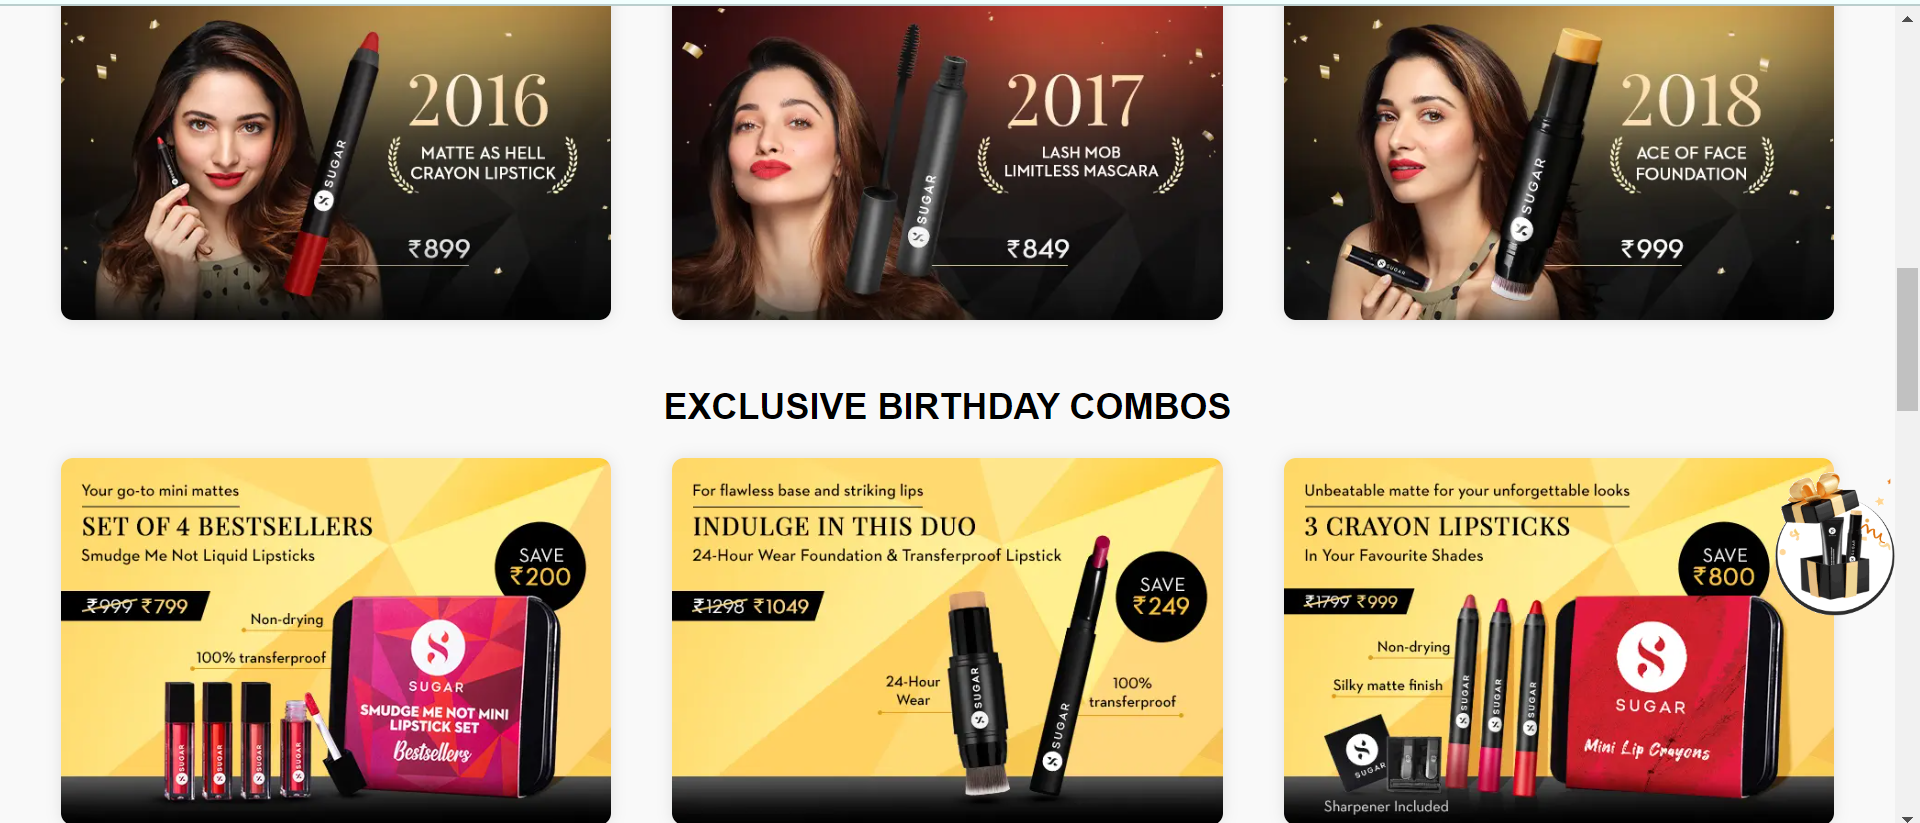 2016
MATTE AS HELL
CRAYON LIPSTICK
₹899
SUGAR
2017
LASH MOB
LIMITLESS MASCARA
₹849
SUGAR
2018
ACE OF FACE
FOUNDATION
₹999
SUGAR
SUGAR
EXCLUSIVE BIRTHDAY COMBOS
Your go-to mini mattes
SET OF 4 BESTSELLERS
Smudge Me Not Liquid Lipsticks
SAVE
₹200
₹999 ₹799
Non-drying
100% transferproof
SUGAR
SMUDGE ME NOT MINI
LIPSTICK SET
Bestsellers
SUGAR
SUGAR
SUGAR
SUGAR
For flawless base and striking lips
INDULGE IN THIS DUO
24-Hour Wear Foundation & Transferproof Lipstick
SAVE
₹249
₹1298 ₹1049
24-Hour
Wear
100%
transferproof
SUGAR
SUGAR
Unbeatable matte for your unforgettable looks
3 CRAYON LIPSTICKS
In Your Favourite Shades
SAVE
₹800
₹1799 ₹999
Non-drying
Silky matte finish
SUGAR
SUGAR
SUGAR
SUGAR
Mini Lip Crayons
SUGAR
Sharpener Included